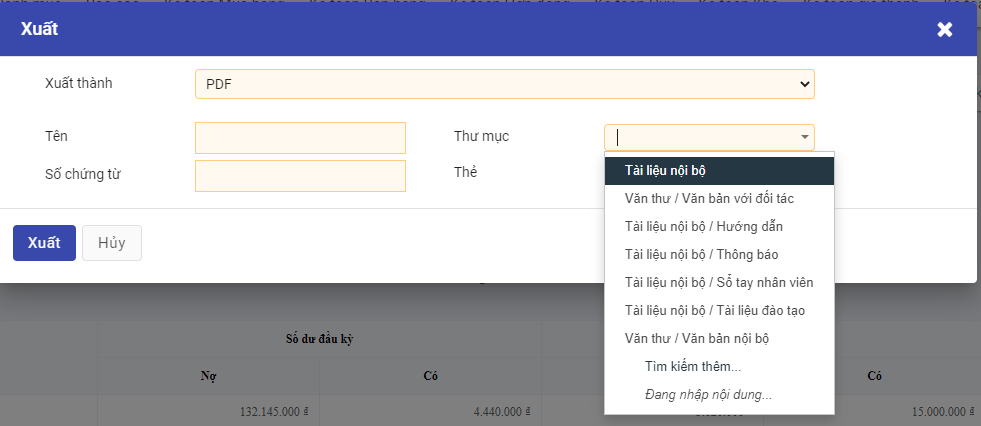 Xuất
Xuất thành
PDF
Tên
Thư mục
Số chứng từ
Thẻ
Tài liệu nội bộ
Văn thư / Văn bản với đối tác
Tài liệu nội bộ / Hướng dẫn
Tài liệu nội bộ / Thông báo
Tài liệu nội bộ / Sổ tay nhân viên
Tài liệu nội bộ / Tài liệu đào tạo
Văn thư / Văn bản nội bộ
Tìm kiếm thêm...
Đang nhập nội dung...
Xuất Hủy
Số dư đầu kỳ
Nợ Có Có
132.145.000 ₫ 4.440.000 ₫ 15.000.000 ₫